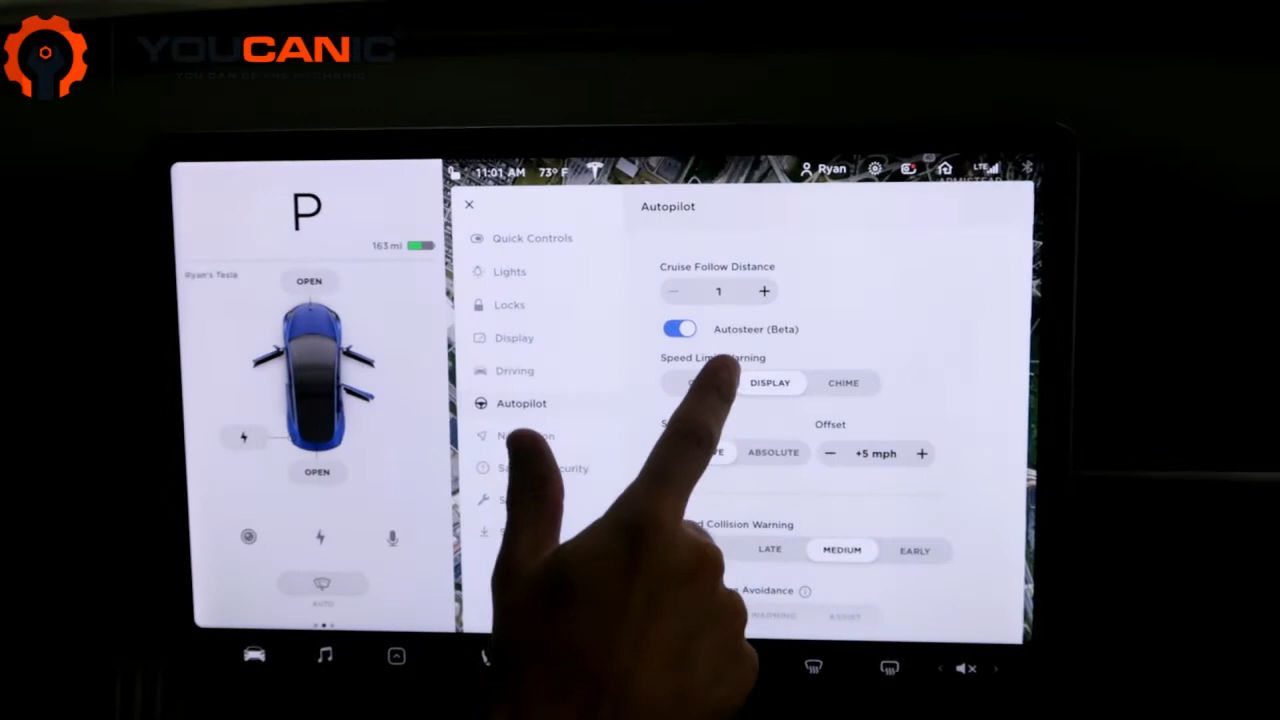 YOUCANIC
YOU CAN BE THE MECHANIC
11:01 AM 73° F
Ryan
LTE
P
163 mi
Ryan's Tesla
OPEN
OPEN
AUTO
Quick Controls
Lights
Locks
Display
Driving
Autopilot
Autopilot
Cruise Follow Distance
− 1 +
Autosteer (Beta)
Speed Limit Warning
DISPLAY CHIME
Offset
ABSOLUTE − +5 mph +
Collision Warning
LATE MEDIUM EARLY
Avoidance
WARNING ASSIST